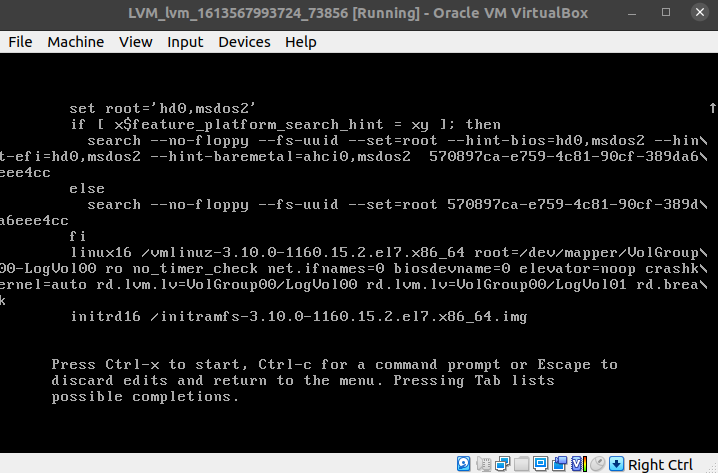 LVM_lvm_1613567993724_73856 [Running] - Oracle VM VirtualBox
File Machine View Input Devices Help
set root='hd0,msdos2'
if [ x$feature_platform_search_hint = xy ]; then
search --no-floppy --fs-uuid --set=root --hint-bios=hd0,msdos2 --hin\
t-efi=hd0,msdos2 --hint-baremetal=ahci0,msdos2  570897ca-e759-4c81-90cf-389da6\
eee4cc
else
search --no-floppy --fs-uuid --set=root 570897ca-e759-4c81-90cf-389d\
a6eee4cc
fi
linux16 /vmlinuz-3.10.0-1160.15.2.el7.x86_64 root=/dev/mapper/VolGroup\
00-LogVol00 ro no_timer_check net.ifnames=0 biosdevname=0 elevator=noop crashk\
ernel=auto rd.lvm.lv=VolGroup00/LogVol00 rd.lvm.lv=VolGroup00/LogVol01 rd.brea\
k
initrd16 /initramfs-3.10.0-1160.15.2.el7.x86_64.img
Press Ctrl-x to start, Ctrl-c for a command prompt or Escape to
discard edits and return to the menu. Pressing Tab lists
possible completions.
Right Ctrl